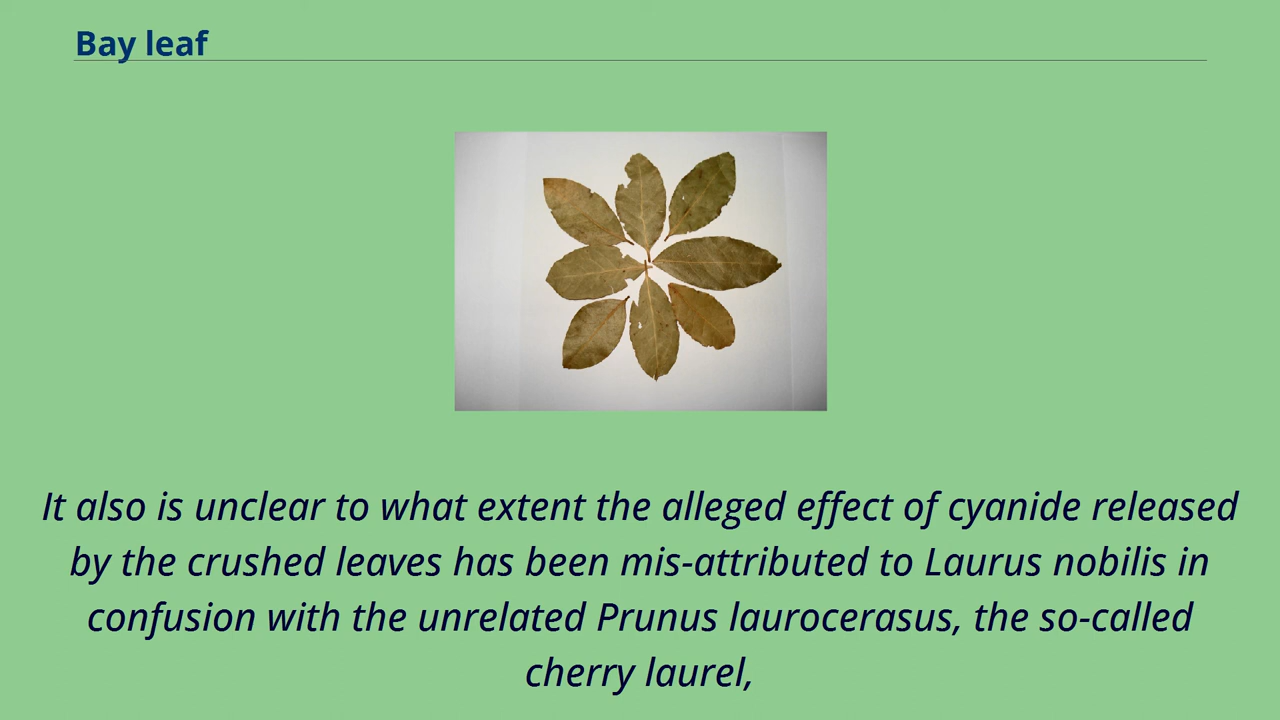 Bay leaf
It also is unclear to what extent the alleged effect of cyanide released
by the crushed leaves has been mis-attributed to Laurus nobilis in
confusion with the unrelated Prunus laurocerasus, the so-called
cherry laurel,